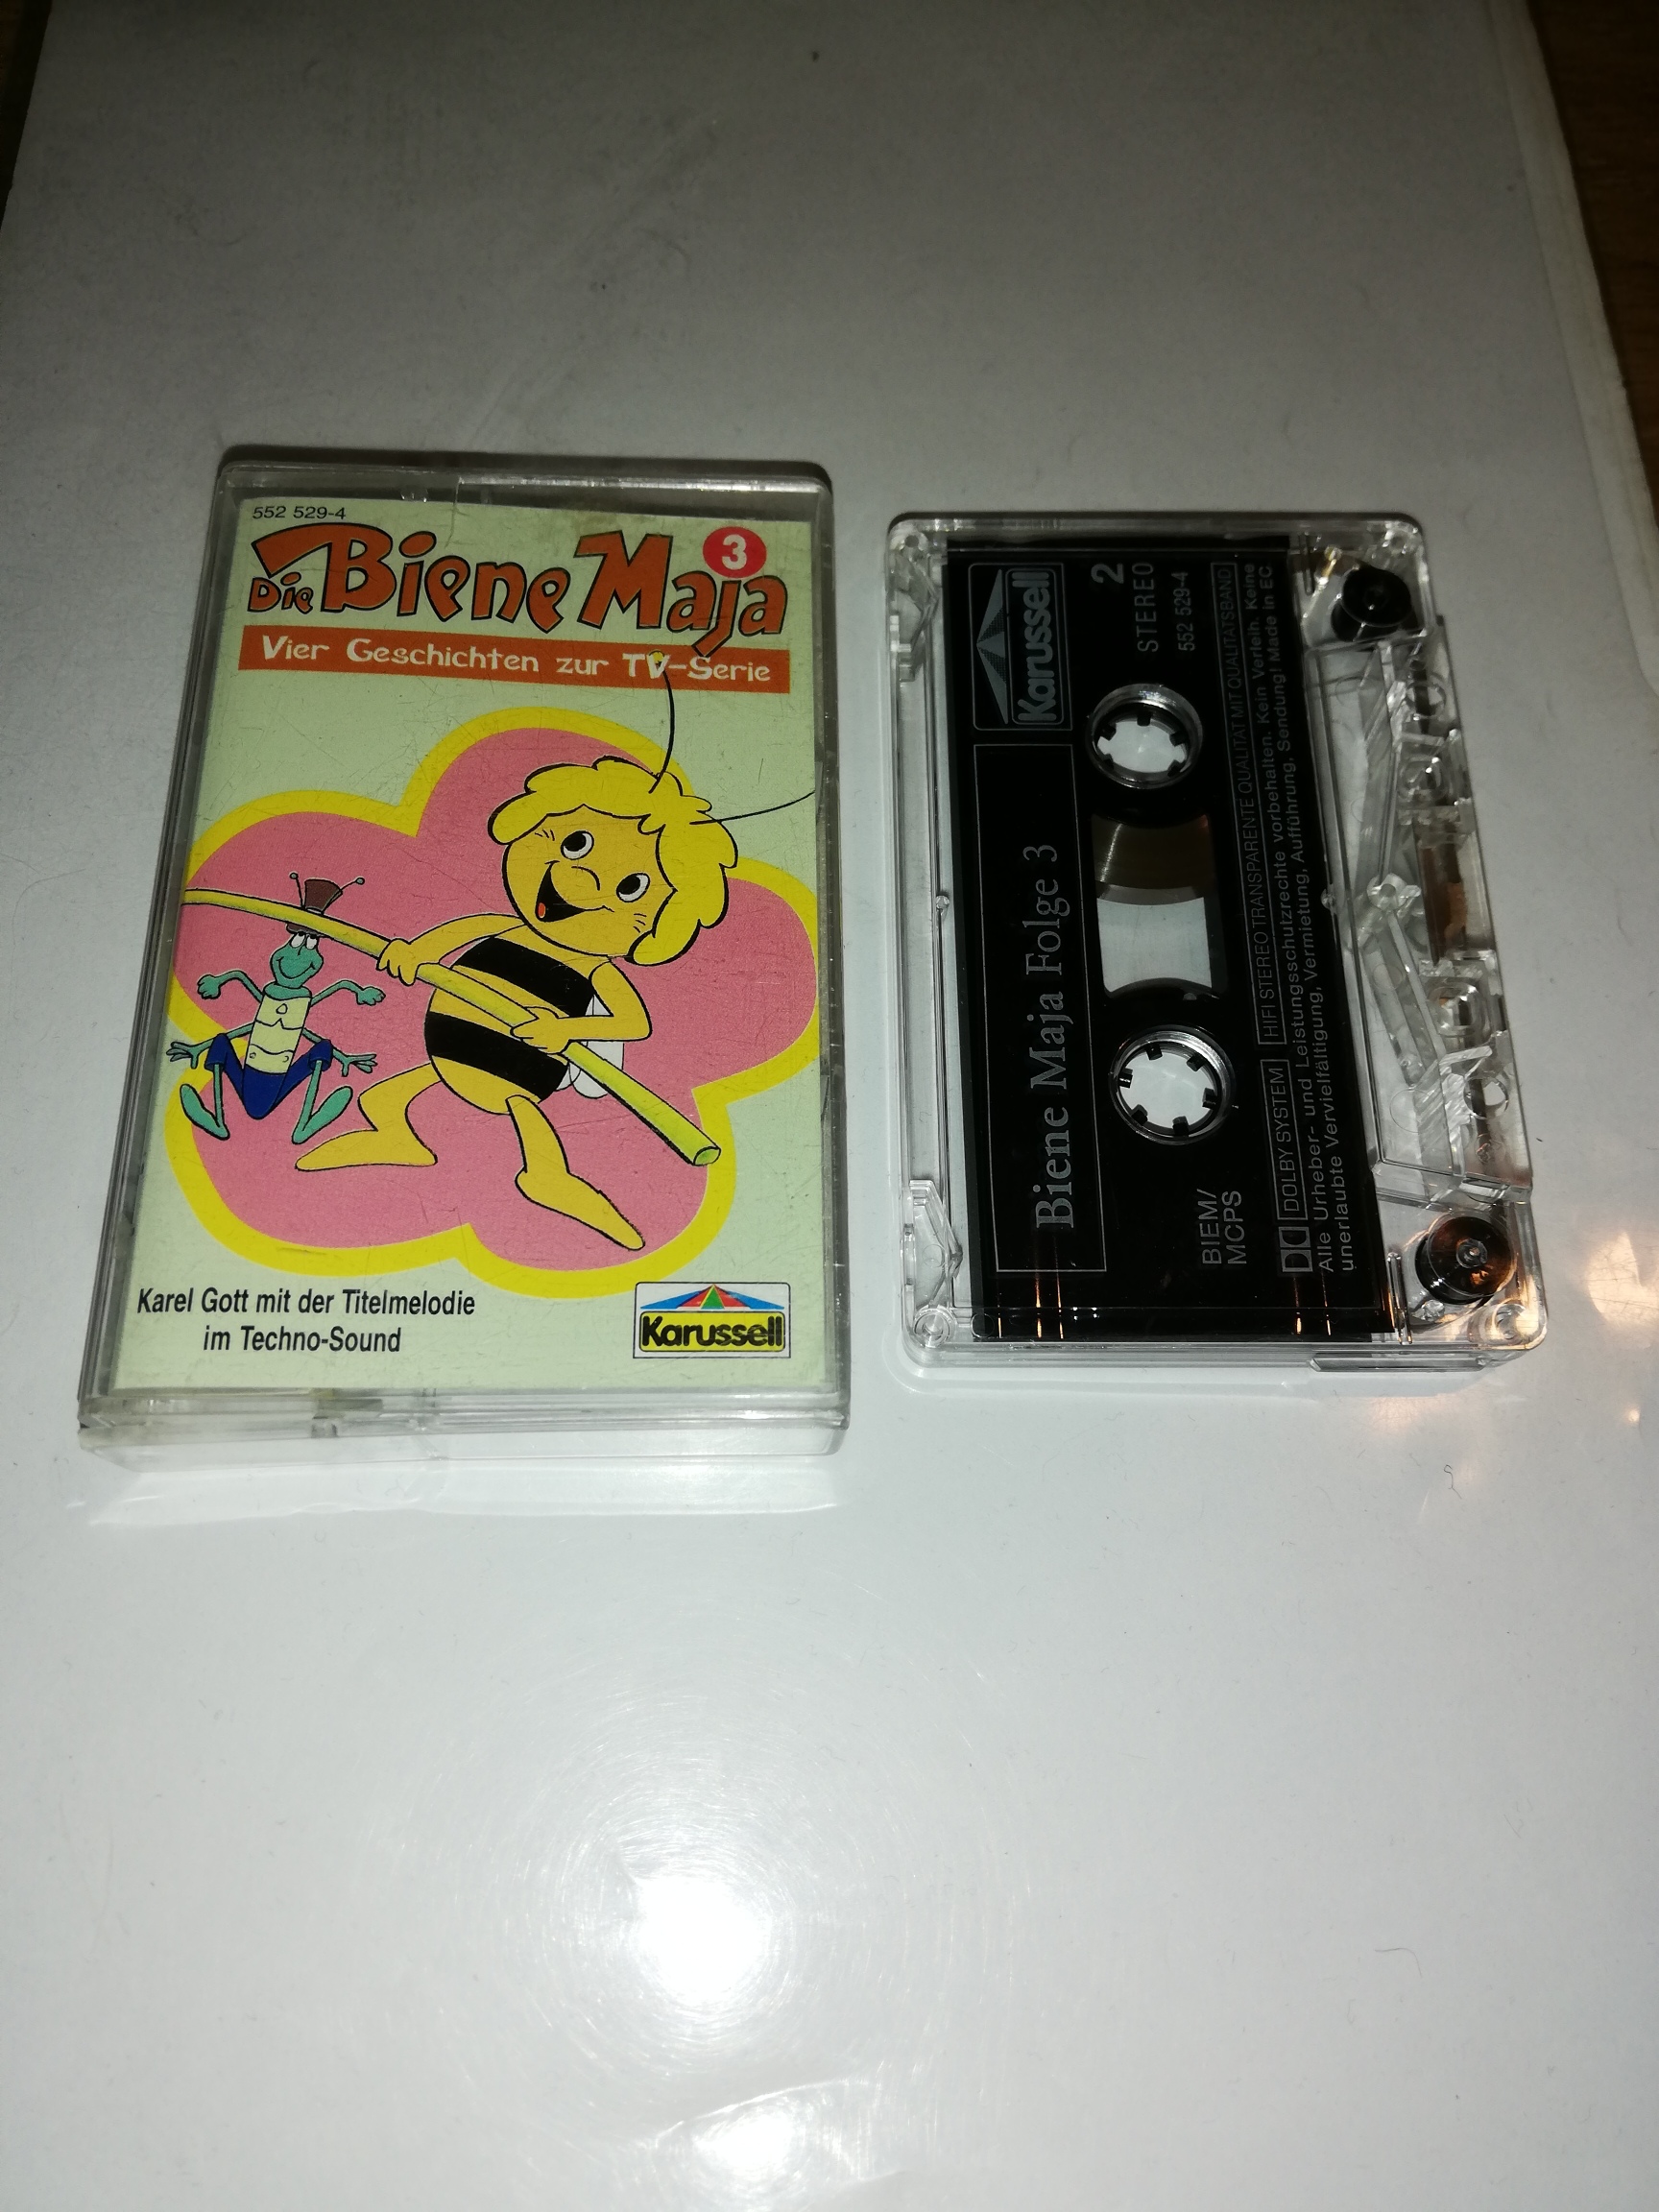 552 529-4
Die Biene Maja
3
Vier Geschichten zur TV-Serie
Karel Gott mit der Titelmelodie
im Techno-Sound
Karussell
Karussell
Biene Maja Folge 3
2
STEREO
552 529-4
BIEM/
MCPS
DOLBY SYSTEM
HIFI STEREO TRANSPARENTE QUALITÄT MIT QUALITÄTSBAND
Alle Urheber- und Leistungsschutzrechte vorbehalten. Kein Verleih. Keine
unerlaubte Vervielfältigung, Vermietung, Aufführung, Sendung! Made in EC.